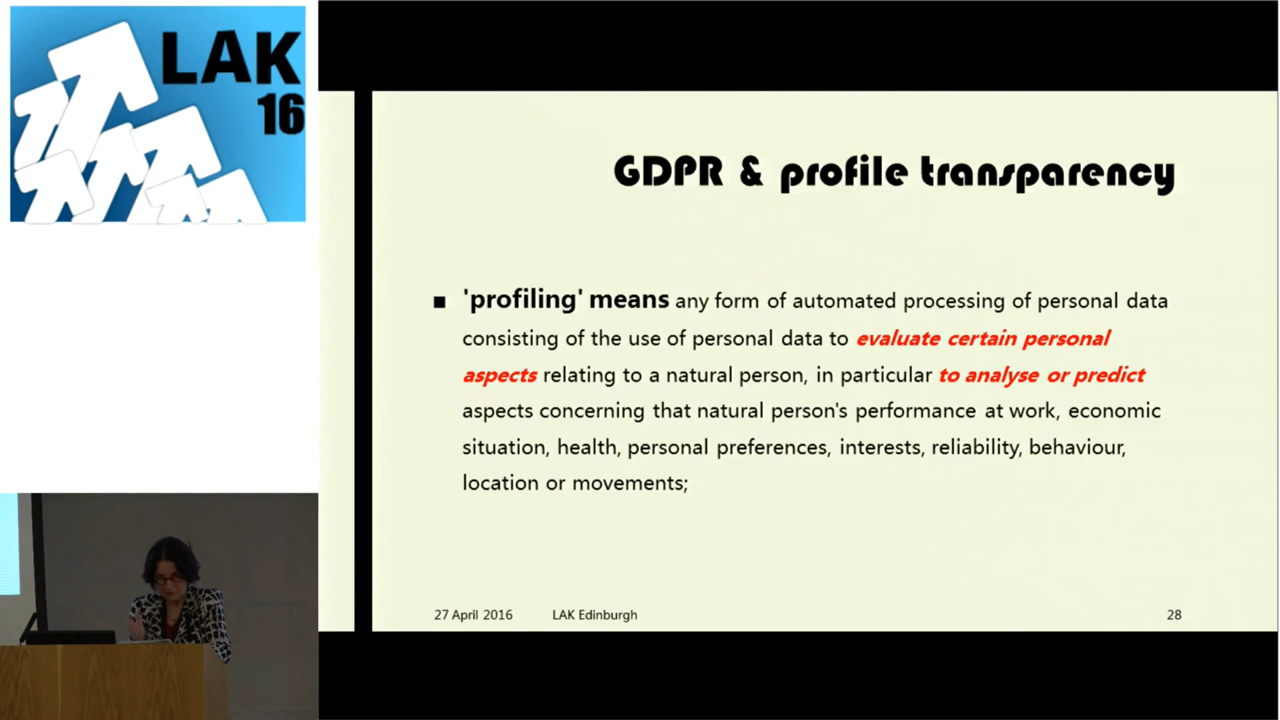 LAK
16
GDPR & profile transparency
■ 'profiling' means any form of automated processing of personal data
consisting of the use of personal data to evaluate certain personal
aspects relating to a natural person, in particular to analyse or predict
aspects concerning that natural person's performance at work, economic
situation, health, personal preferences, interests, reliability, behaviour,
location or movements;
27 April 2016 LAK Edinburgh 28